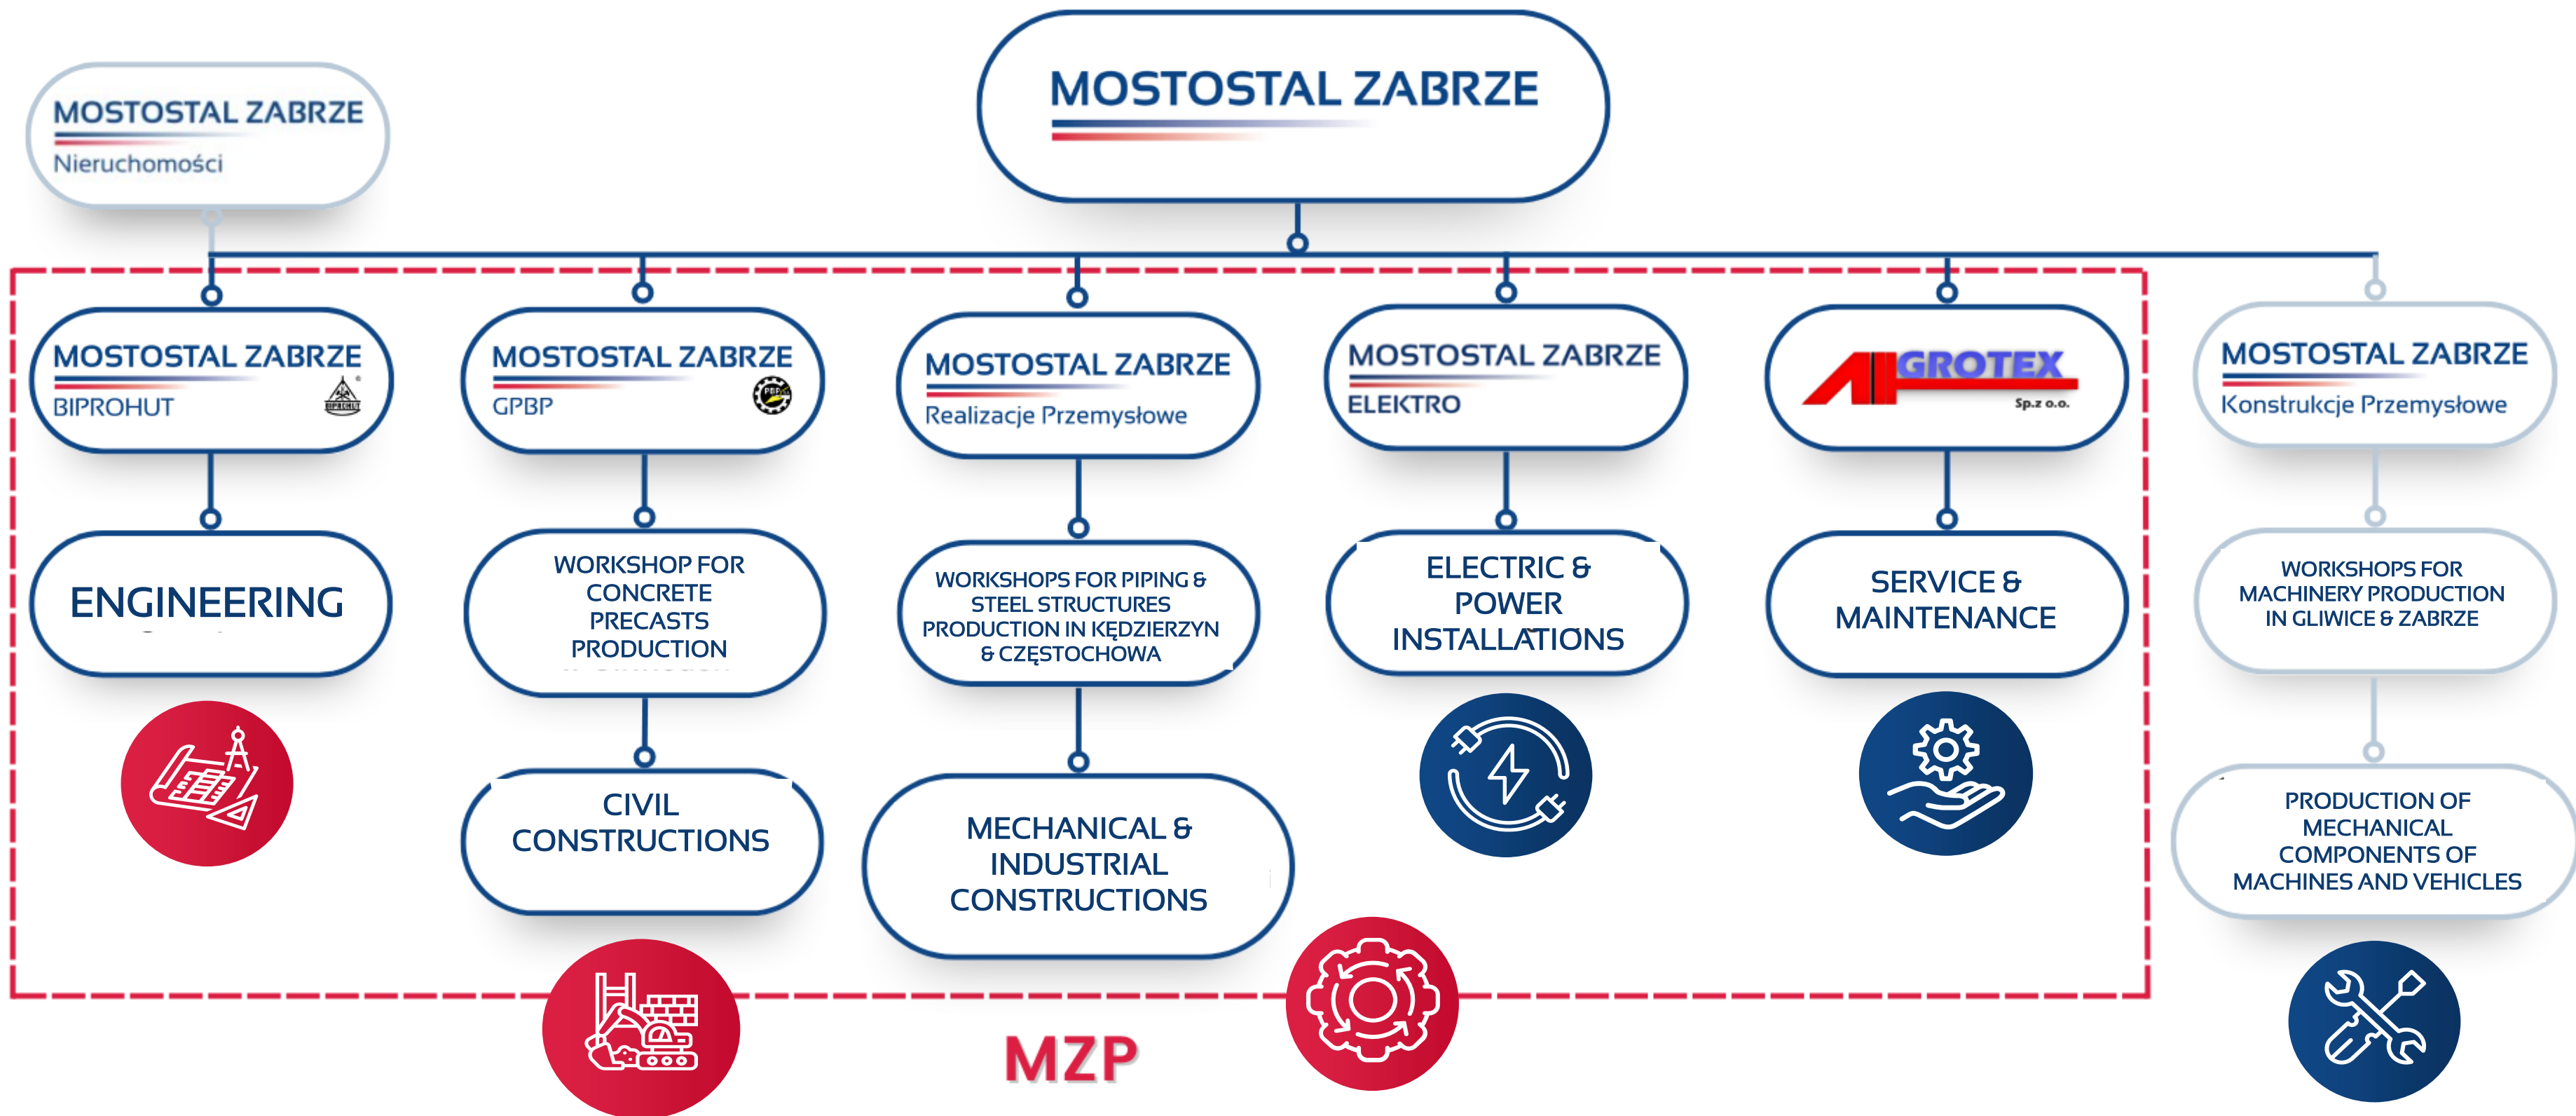 MOSTOSTAL ZABRZE
Nieruchomości
MOSTOSTAL ZABRZE
MOSTOSTAL ZABRZE
BIPROHUT
BIPROHUT
MOSTOSTAL ZABRZE
GPBP
PBP
MOSTOSTAL ZABRZE
Realizacje Przemysłowe
MOSTOSTAL ZABRZE
ELEKTRO
GROTEX
Sp.z o.o.
MOSTOSTAL ZABRZE
Konstrukcje Przemysłowe
ENGINEERING
WORKSHOP FOR
CONCRETE
PRECASTS
PRODUCTION
WORKSHOPS FOR PIPING &
STEEL STRUCTURES
PRODUCTION IN KĘDZIERZYN
& CZĘSTOCHOWA
ELECTRIC &
POWER
INSTALLATIONS
SERVICE &
MAINTENANCE
WORKSHOPS FOR
MACHINERY PRODUCTION
IN GLIWICE & ZABRZE
CIVIL
CONSTRUCTIONS
MECHANICAL &
INDUSTRIAL
CONSTRUCTIONS
PRODUCTION OF
MECHANICAL
COMPONENTS OF
MACHINES AND VEHICLES
MZP